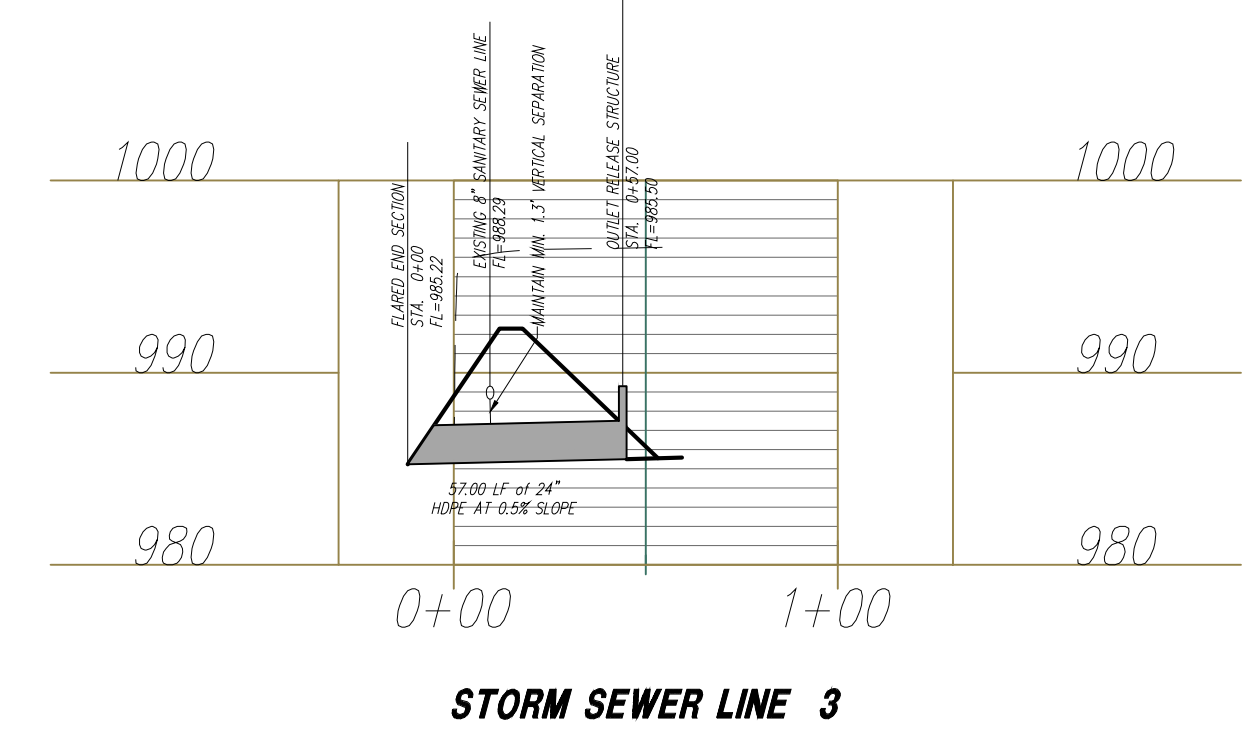 FLARED END SECTION
STA. 0+00
FL=985.22
EXISTING 8" SANITARY SEWER LINE
FL=988.29
MAINTAIN MIN. 1.3' VERTICAL SEPARATION
OUTLET RELEASE STRUCTURE
STA. 0+57.00
FL=985.50
1000
1000
990
990
57.00 LF of 24"
HDPE AT 0.5% SLOPE
980
980
0+00
1+00
STORM SEWER LINE 3